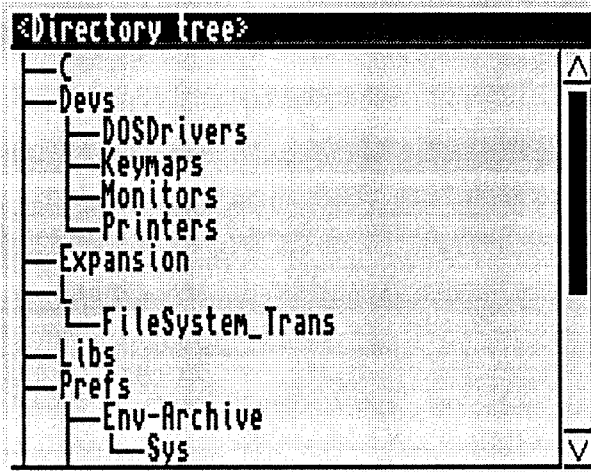 <Directory tree>
C
Devs
DOSDrivers
Keymaps
Monitors
Printers
Expansion
L
FileSystem_Trans
Libs
Prefs
Env-Archive
Sys